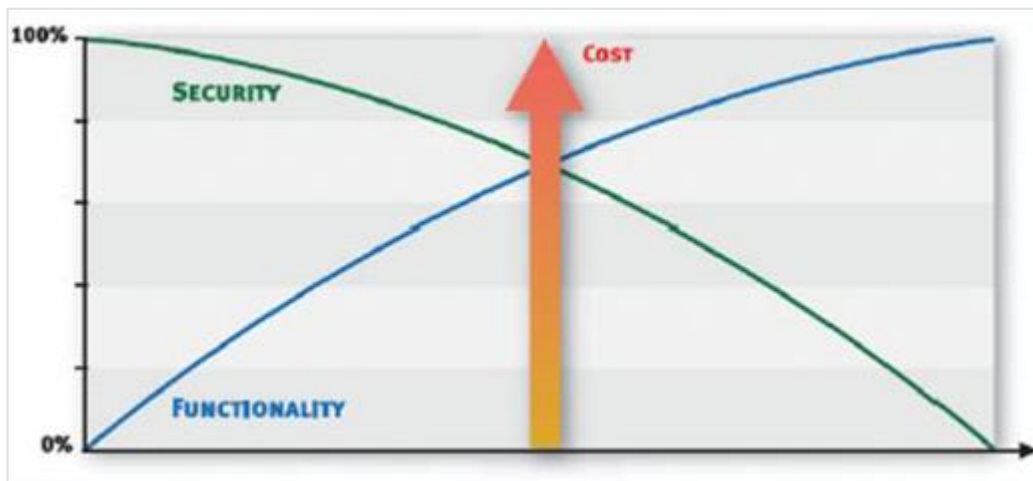 100%
COST
SECURITY
FUNCTIONALITY
0%